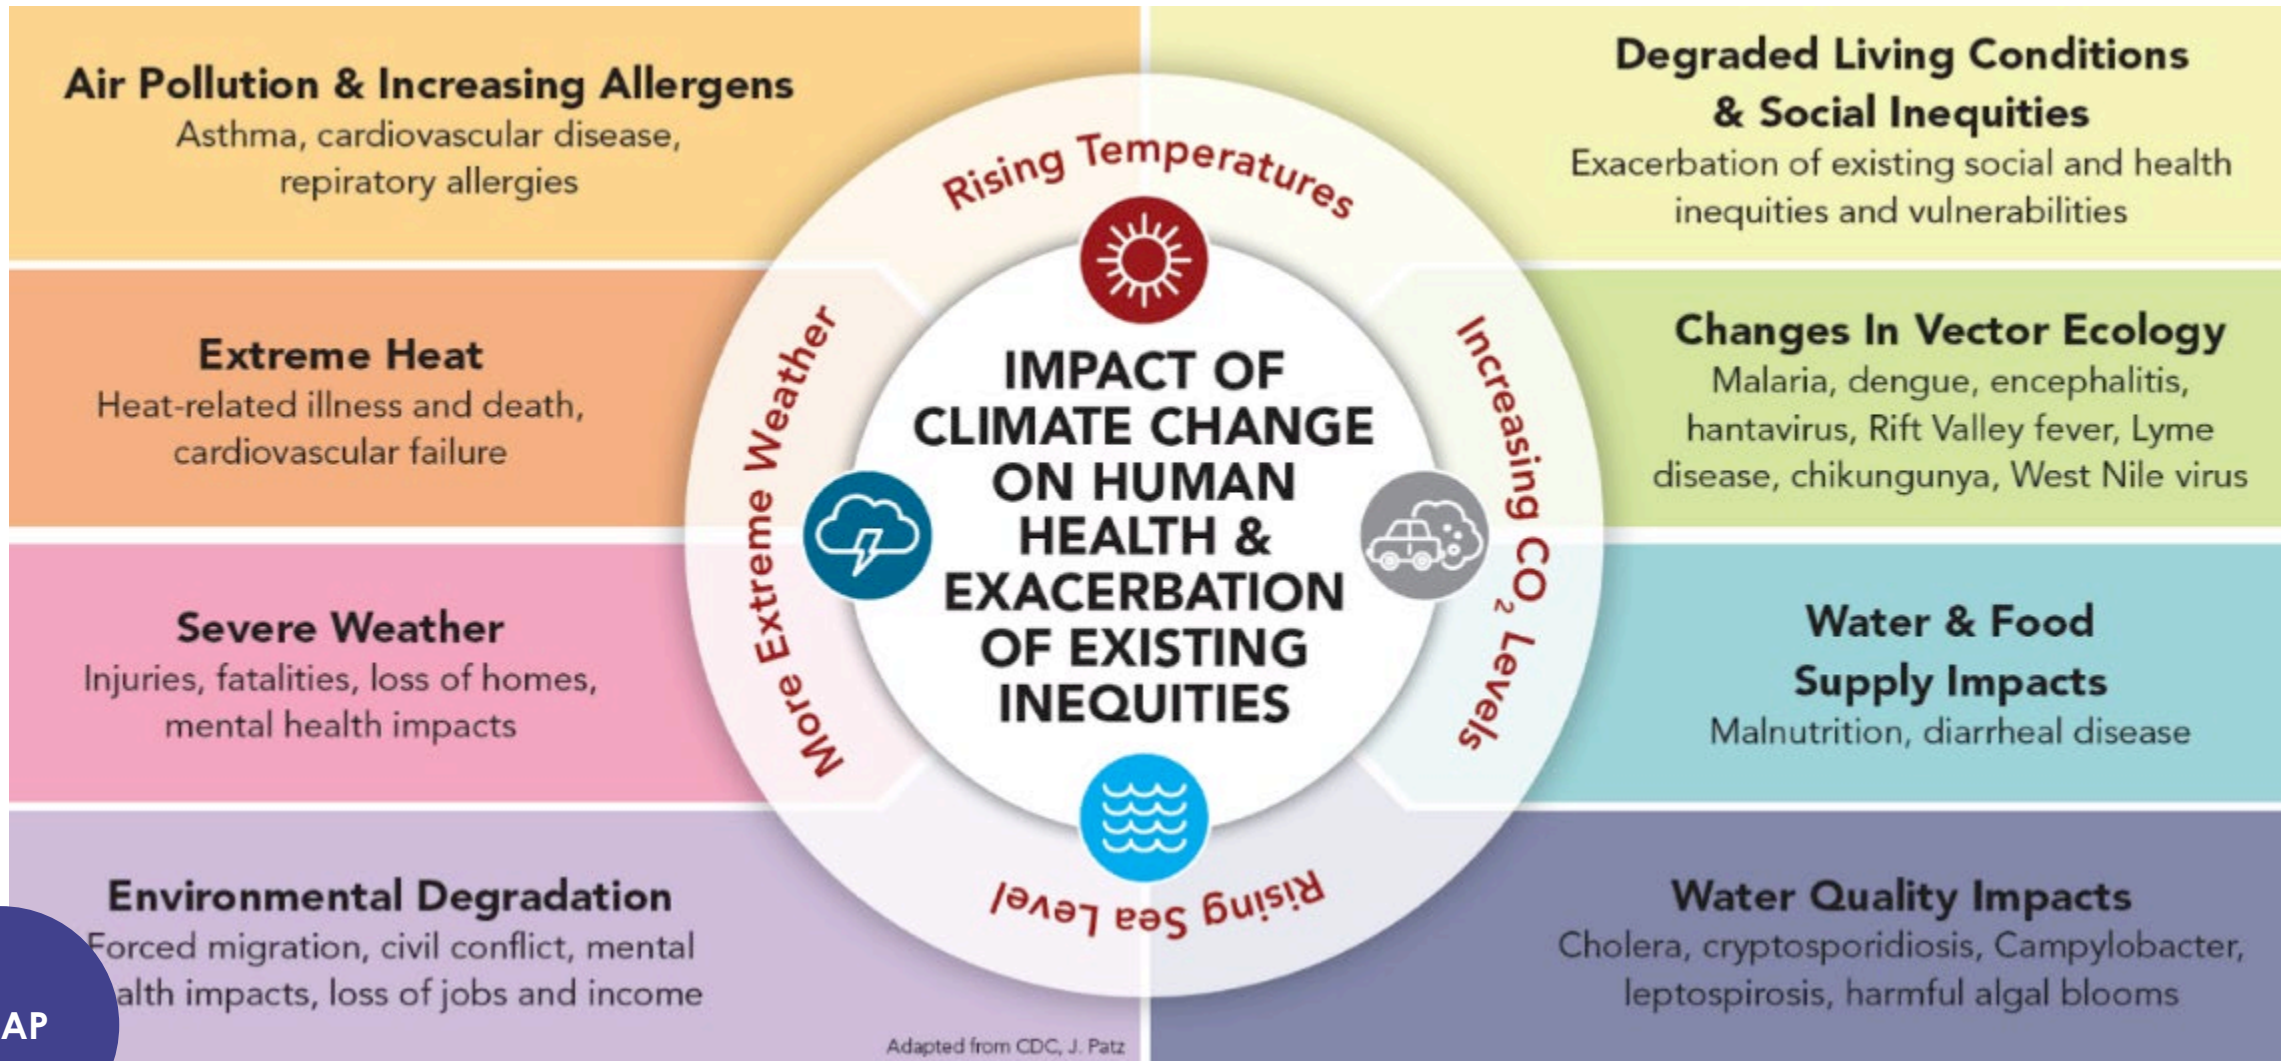 Air Pollution & Increasing Allergens
Asthma, cardiovascular disease,
repiratory allergies
Extreme Heat
Heat-related illness and death,
cardiovascular failure
Severe Weather
Injuries, fatalities, loss of homes,
mental health impacts
Environmental Degradation
Forced migration, civil conflict, mental
alth impacts, loss of jobs and income
Adapted from CDC, J. Patz
AP
Rising Temperatures
More Extreme Weather
IMPACT OF
CLIMATE CHANGE
ON HUMAN
HEALTH &
EXACERBATION
OF EXISTING
INEQUITIES
Increasing CO₂ Levels
Rising Sea Level
Degraded Living Conditions
& Social Inequities
Exacerbation of existing social and health
inequities and vulnerabilities
Changes In Vector Ecology
Malaria, dengue, encephalitis,
hantavirus, Rift Valley fever, Lyme
disease, chikungunya, West Nile virus
Water & Food
Supply Impacts
Malnutrition, diarrheal disease
Water Quality Impacts
Cholera, cryptosporidiosis, Campylobacter,
leptospirosis, harmful algal blooms